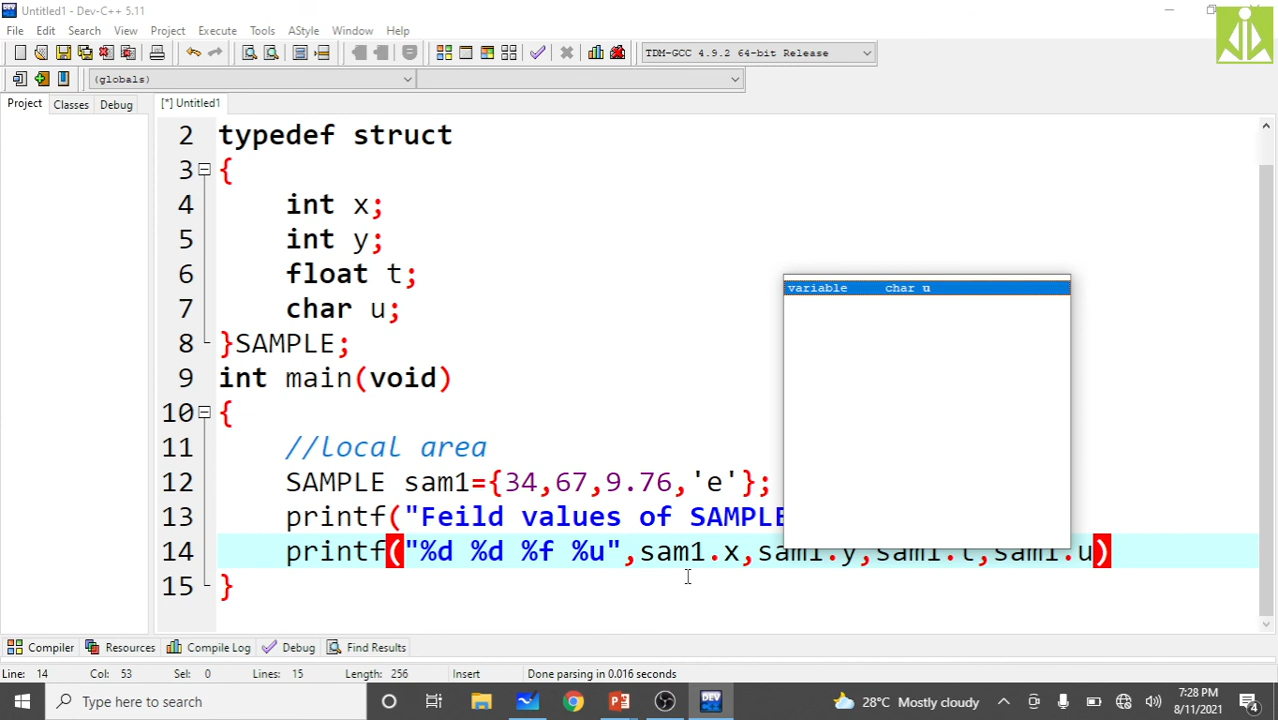 Untitled1 - Dev-C++ 5.11
File Edit Search View Project Execute Tools AStyle Window Help
TDM-GCC 4.9.2 64-bit Release
(globals)
Project Classes Debug [*] Untitled1
2 typedef struct
3 {
4 int x;
5 int y;
6 float t;
7 char u;
8 }SAMPLE;
9 int main(void)
10 {
11 //local area
12 SAMPLE sam1={34,67,9.76,'e'};
13 printf("Feild values of SAMPLE
14 printf("%d %d %f %u",sam1.x,sam1.y,sam1.t,sam1.u)
15 }
variable char u
Compiler Resources Compile Log Debug Find Results
Line: 14 Col: 53 Sel: 0 Lines: 15 Length: 256 Insert Done parsing in 0.016 seconds
Type here to search
DEV
28°C Mostly cloudy
7:28 PM
8/11/2021
4